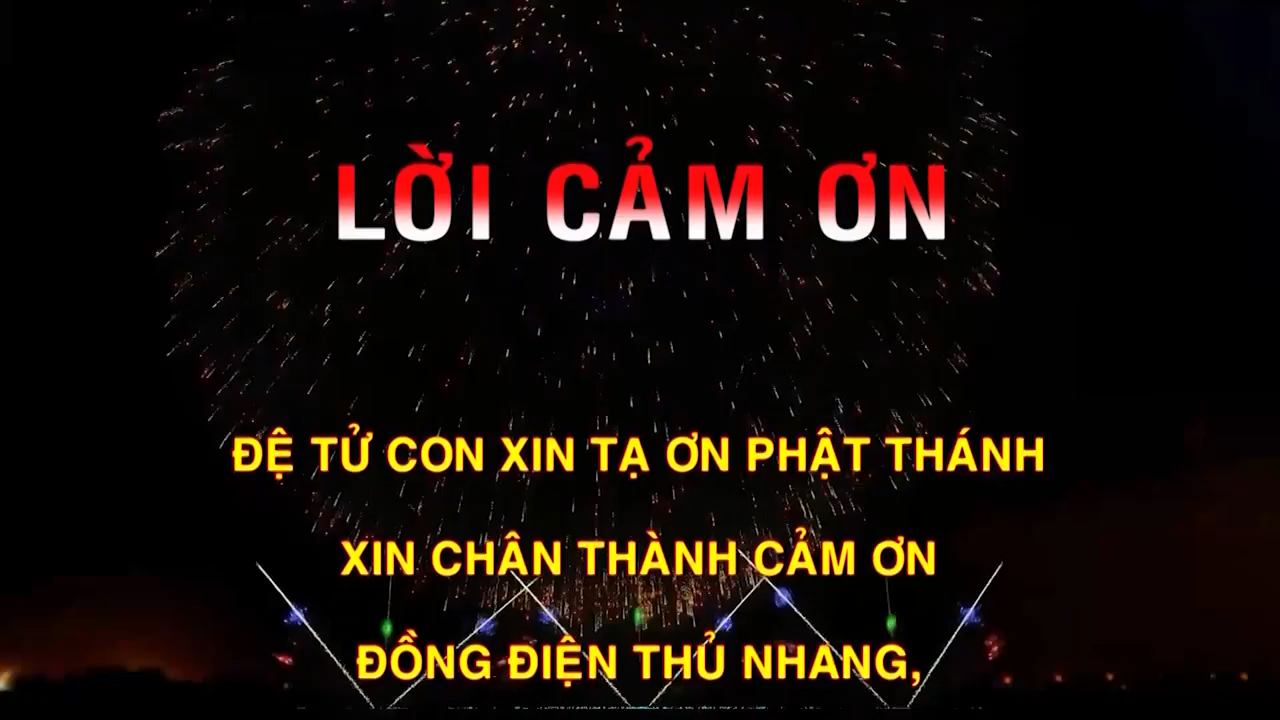 LỜI CẢM ƠN
ĐỆ TỬ CON XIN TẠ ƠN PHẬT THÁNH
XIN CHÂN THÀNH CẢM ƠN
ĐỒNG ĐIỆN THỦ NHANG,